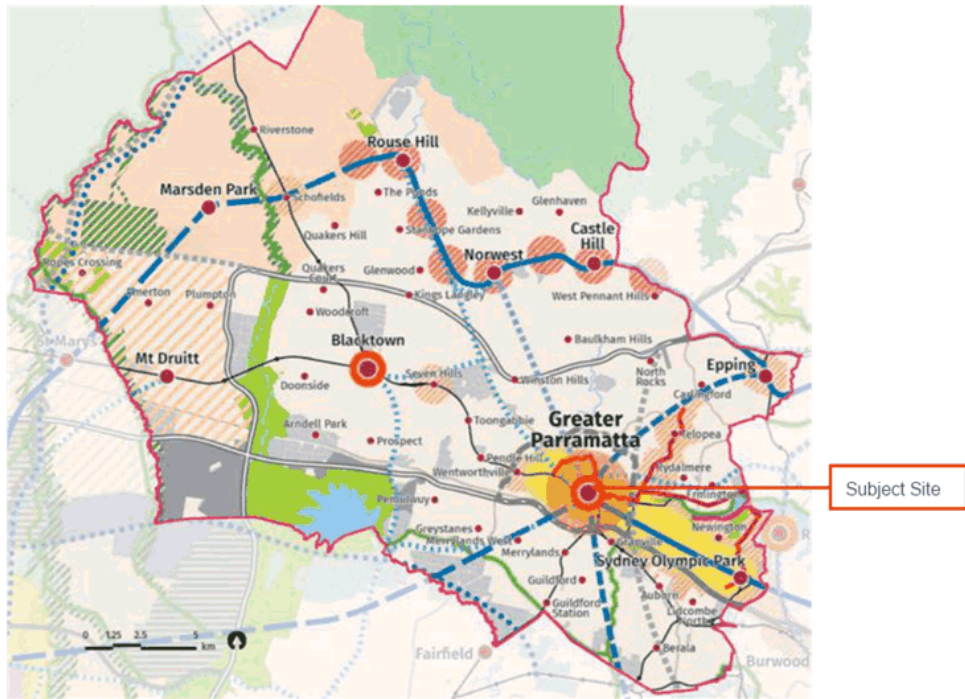 Riverstone
Rouse Hill
Marsden Park
Schofields
The Ponds
Kellyville
Glenhaven
Quakers Hill
Stanhope Gardens
Castle
Hill
Norwest
Ropes Crossing
Quakers
Court
Glenwood
Emerton
Plumpton
Kings Langley
West Pennant Hills
Woodcroft
Blacktown
Baulkham Hills
St Marys
Mt Druitt
Epping
North
Rocks
Doonside
Seven Hills
Winston Hills
Carlingford
Greater
Parramatta
Arndell Park
Toongabbie
Telopea
Prospect
Pendle Hill
Wentworthville
Rydalmere
Subject Site
Ermington
Pemulwuy
Newington
Greystanes
Merrylands West
Granville
Merrylands
Sydney Olympic Park
Guildford
Auburn
Guildford
Station
Lidcombe
North
0 1.25 2.5 5
km
Fairfield
Berala
Burwood